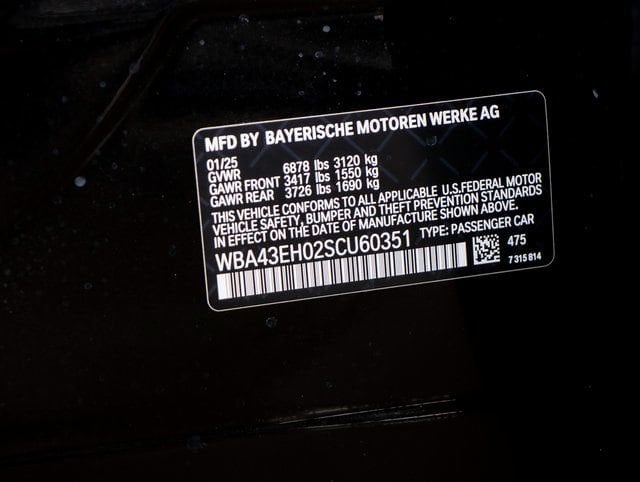 MFD BY BAYERISCHE MOTOREN WERKE AG
01/25
GVWR 6878 lbs 3120 kg
GAWR FRONT 3417 lbs 1550 kg
GAWR REAR 3726 lbs 1690 kg
THIS VEHICLE CONFORMS TO ALL APPLICABLE U.S.FEDERAL MOTOR
VEHICLE SAFETY, BUMPER AND THEFT PREVENTION STANDARDS
IN EFFECT ON THE DATE OF MANUFACTURE SHOWN ABOVE.
WBA43EH02SCU60351 TYPE: PASSENGER CAR
475
7 315 814